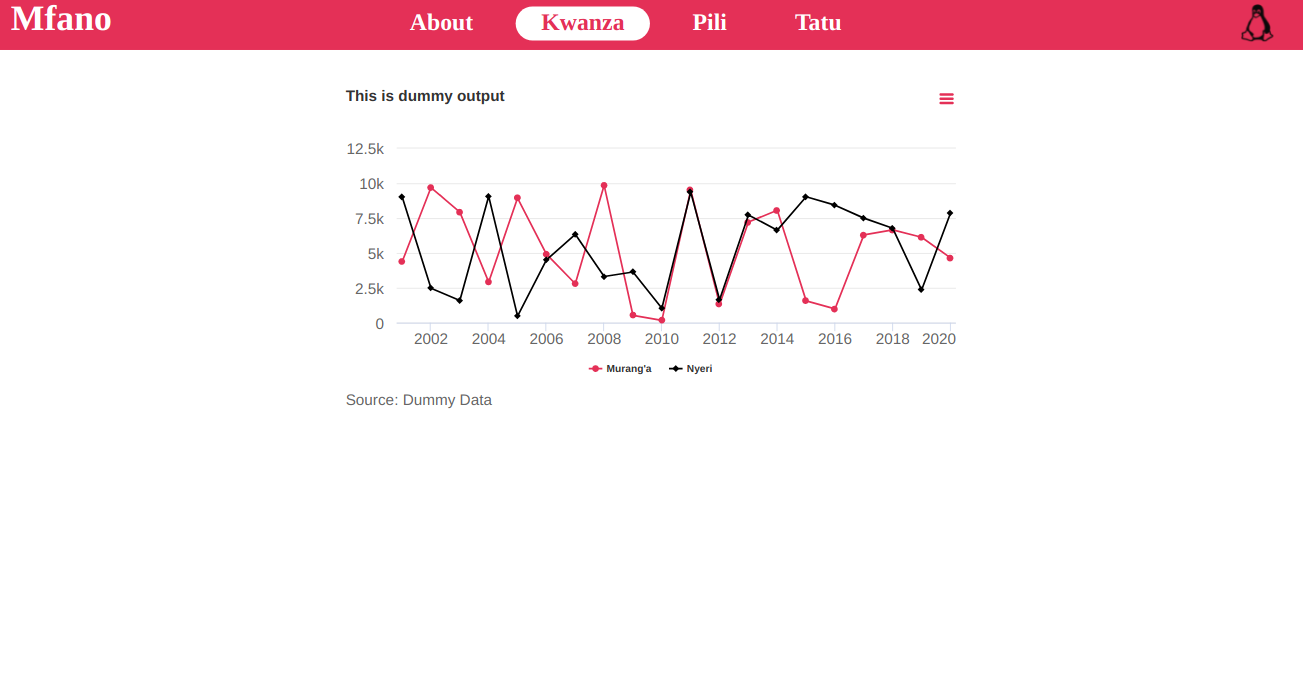 Mfano
About Kwanza Pili Tatu
This is dummy output
12.5k
10k
7.5k
5k
2.5k
0
2002 2004 2006 2008 2010 2012 2014 2016 2018 2020
Murang'a Nyeri
Source: Dummy Data